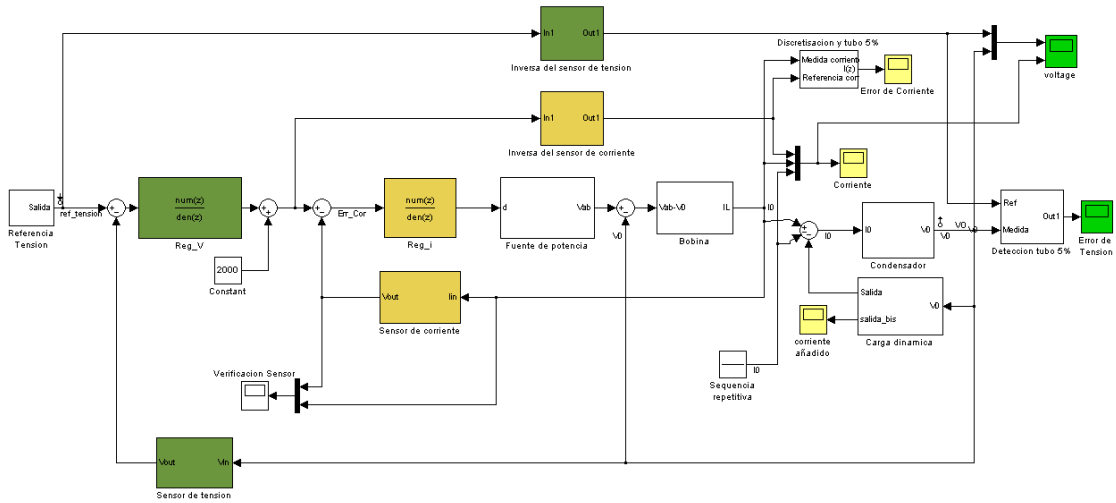 In1
Out1
Inversa del sensor de tension
Discretisacion y tubo 5%
Medida corriente
I(z)
Referencia corr
Error de Corriente
voltage
In1
Out1
Inversa del sensor de corriente
Corriente
Salida
ref_tension
Referencia
Tension
num(z)
den(z)
Reg_V
Err_Cor
num(z)
den(z)
Reg_i
d
Vab
Fuente de potencia
V0
Vab-V0
IL
Bobina
I0
I0
I0
V0
Condensador
V0
V0
V0
Ref
Out1
Medida
Deteccion tubo 5%
Error de
Tension
2000
Constant
Vout
Iin
Sensor de corriente
Salida
V0
salida_bis
Carga dinamica
corriente
añadido
I0
Sequencia
repetitiva
Verificacion Sensor
Vout
Vin
Sensor de tension